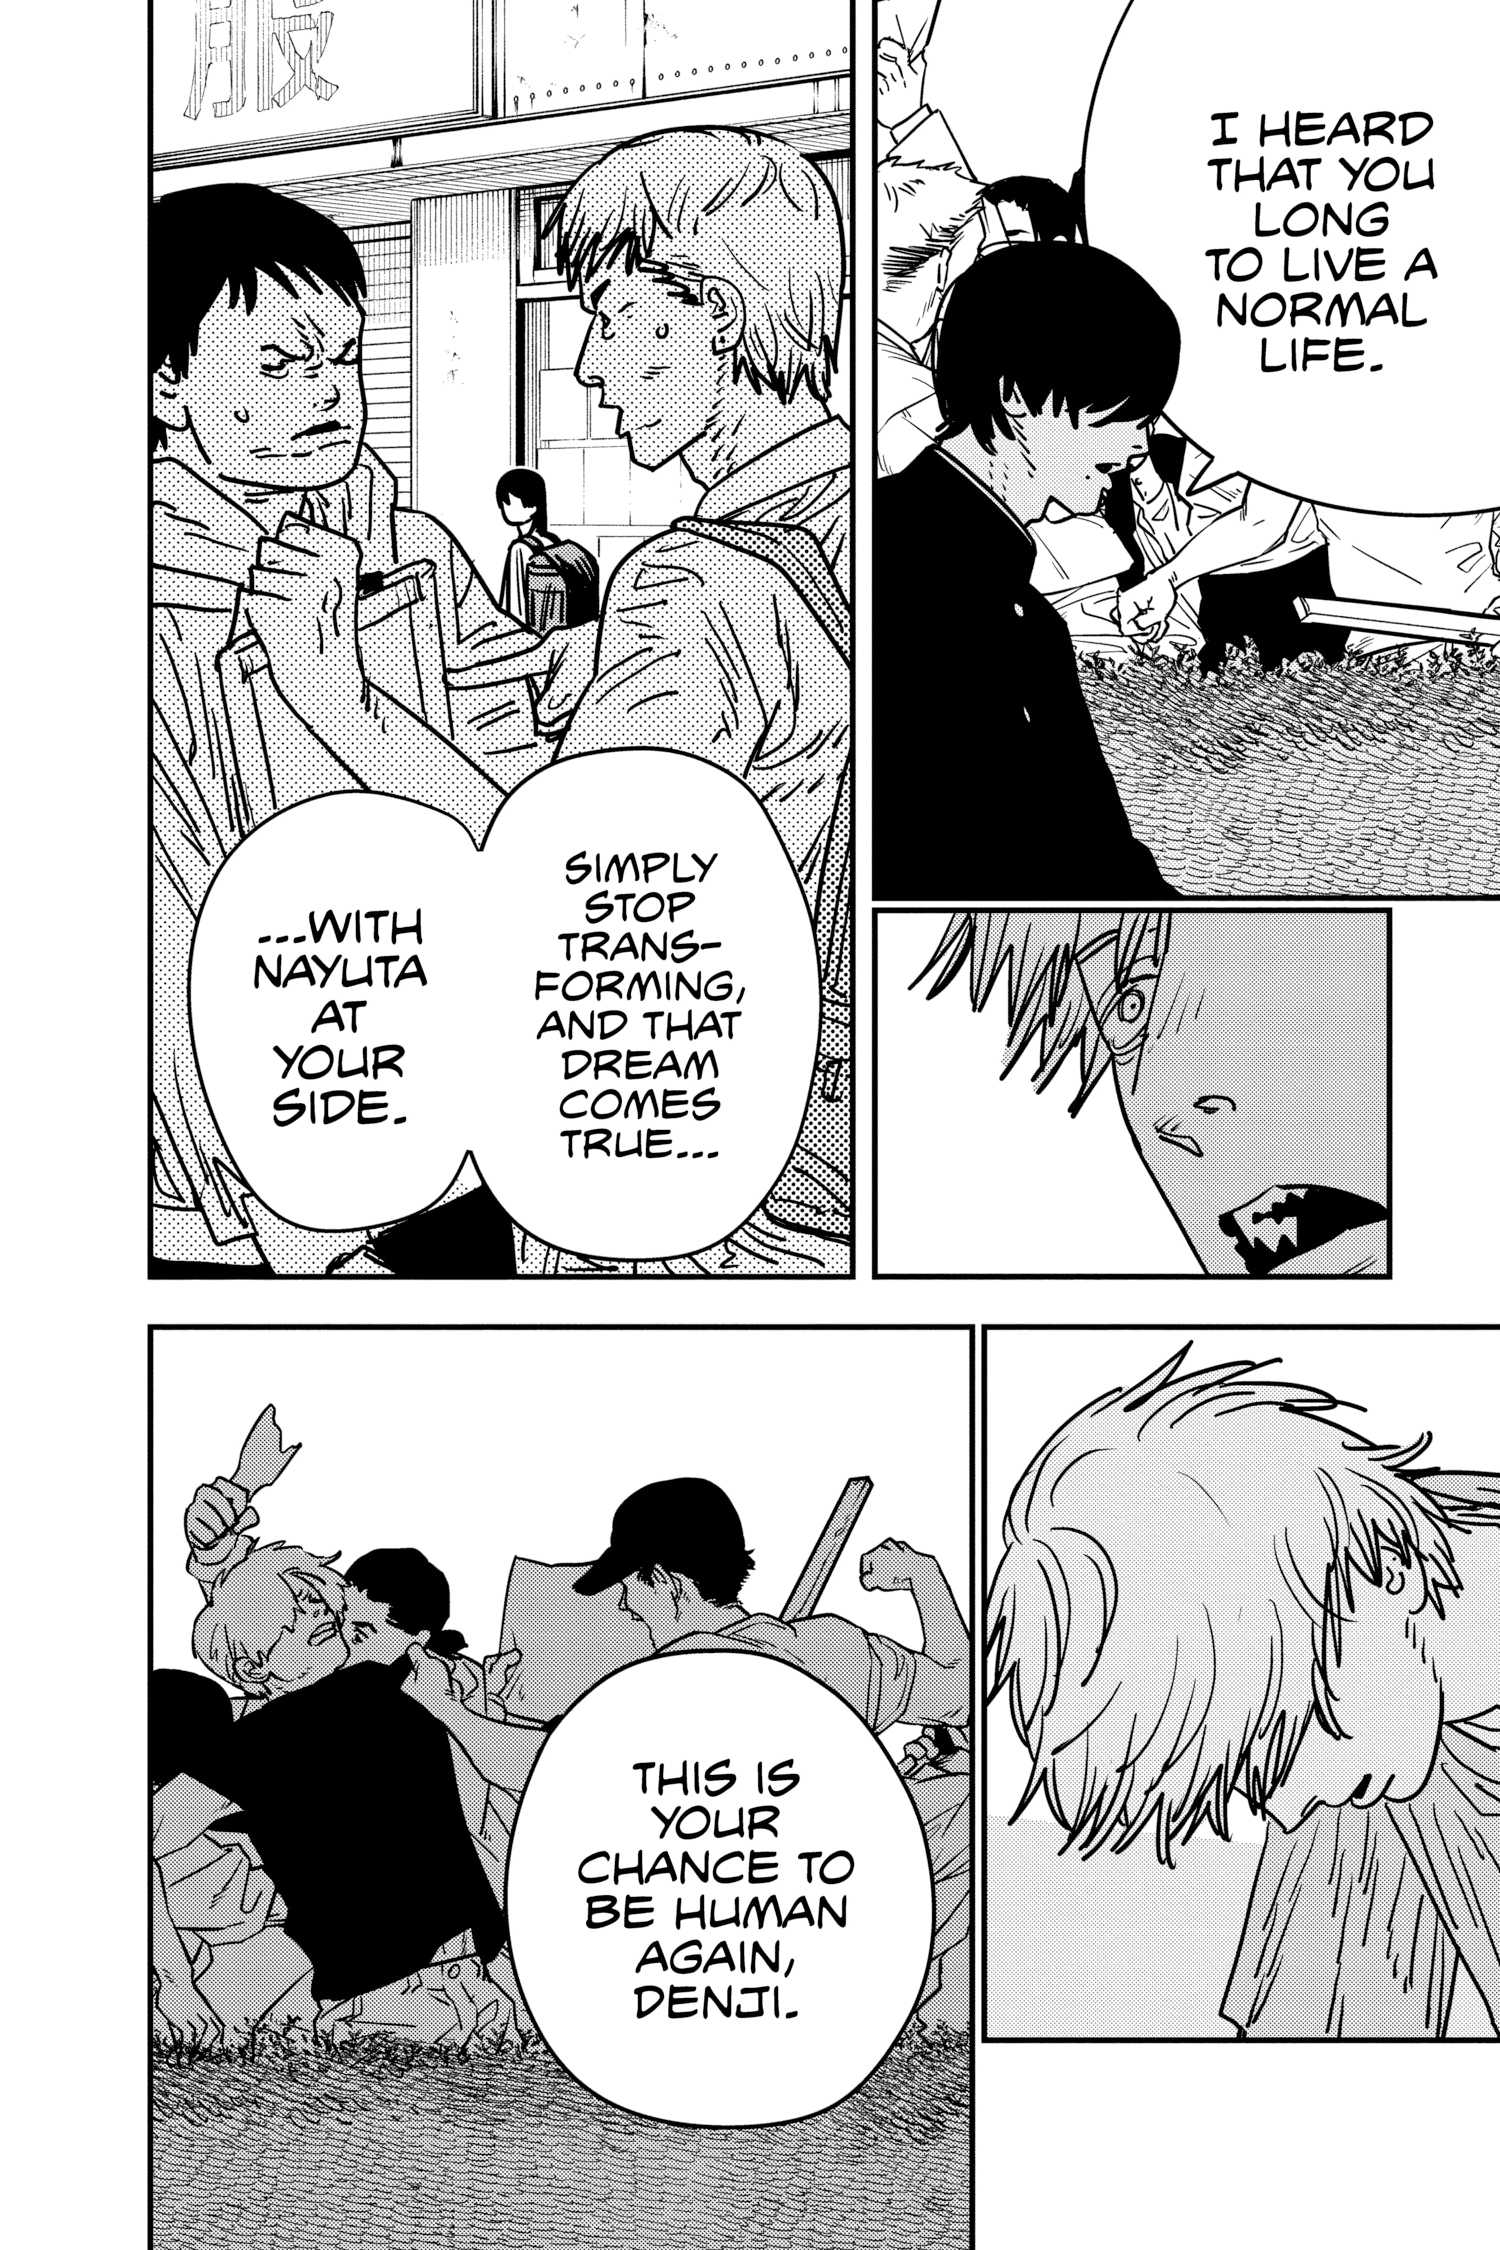 I HEARD
THAT YOU
LONG
TO LIVE A
NORMAL
LIFE.
服
SIMPLY
STOP
TRANS-
FORMING,
AND THAT
DREAM
COMES
TRUE...
...WITH
NAYUTA
AT
YOUR
SIDE.
THIS IS
YOUR
CHANCE TO
BE HUMAN
AGAIN,
DENJI.